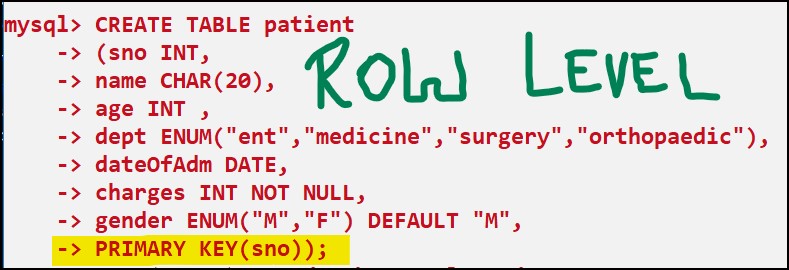 mysql> CREATE TABLE patient
-> (sno INT,
-> name CHAR(20),
ROW LEVEL
-> age INT ,
-> dept ENUM("ent","medicine","surgery","orthopaedic"),
-> dateOfAdm DATE,
-> charges INT NOT NULL,
-> gender ENUM("M","F") DEFAULT "M",
-> PRIMARY KEY(sno));